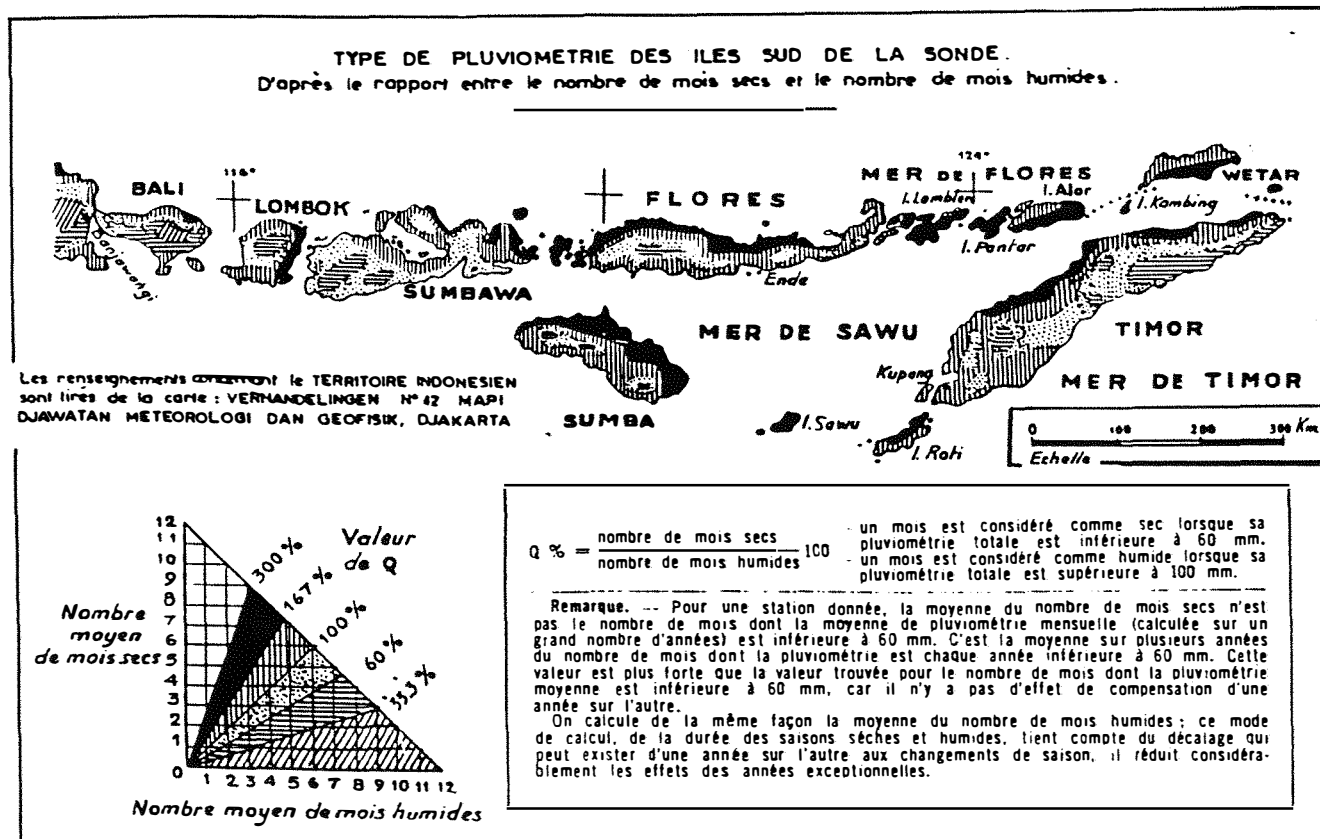 TYPE DE PLUVIOMETRIE DES ILES SUD DE LA SONDE.
D'après le rapport entre le nombre de mois secs et le nombre de mois humides.
116°
124°
BALI
LOMBOK
FLORES
MER DE FLORES
WETAR
I. Lomblen
I. Alor
I. Kambing
I. Pantar
Banjawangi
Ende
SUMBAWA
MER DE SAWU
TIMOR
Kupang
MER DE TIMOR
SUMBA
I. Sawu
I. Roti
Les renseignements concernant le TERRITOIRE INDONESIEN
sont tirés de la carte : VERHANDELINGEN N° 42 MAP I
DJAWATAN METEOROLOGI DAN GEOFISIK, DJAKARTA
0 100 200 300 Km
Echelle
Valeur
de Q
300%
167%
100%
60%
33.3%
Nombre
moyen
de mois secs
12
11
10
9
8
7
6
5
4
3
2
1
0
1 2 3 4 5 6 7 8 9 10 11 12
Nombre moyen de mois humides
Q % = nombre de mois secs
nombre de mois humides 100
- un mois est considéré comme sec lorsque sa
pluviométrie totale est inférieure à 60 mm.
- un mois est considéré comme humide lorsque sa
pluviométrie totale est supérieure à 100 mm.
Remarque. -- Pour une station donnée, la moyenne du nombre de mois secs n'est
pas le nombre de mois dont la moyenne de pluviométrie mensuelle (calculée sur un
grand nombre d'années) est inférieure à 60 mm. C'est la moyenne sur plusieurs années
du nombre de mois dont la pluviométrie est chaque année inférieure à 60 mm. Cette
valeur est plus forte que la valeur trouvée pour le nombre de mois dont la pluviométrie
moyenne est inférieure à 60 mm, car il n'y a pas d'effet de compensation d'une
année sur l'autre.
On calcule de la même façon la moyenne du nombre de mois humides ; ce mode
de calcul, de la durée des saisons sèches et humides, tient compte du décalage qui
peut exister d'une année sur l'autre aux changements de saison, il réduit considéra-
blement les effets des années exceptionnelles.